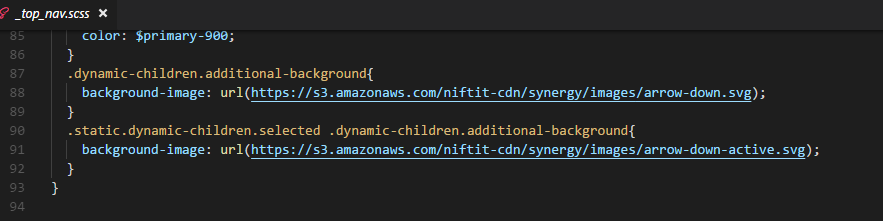 _top_nav.scss ×
85 color: $primary-900;
86 }
87 .dynamic-children.additional-background{
88 background-image: url(https://s3.amazonaws.com/niftit-cdn/synergy/images/arrow-down.svg);
89 }
90 .static.dynamic-children.selected .dynamic-children.additional-background{
91 background-image: url(https://s3.amazonaws.com/niftit-cdn/synergy/images/arrow-down-active.svg);
92 }
93 }
94